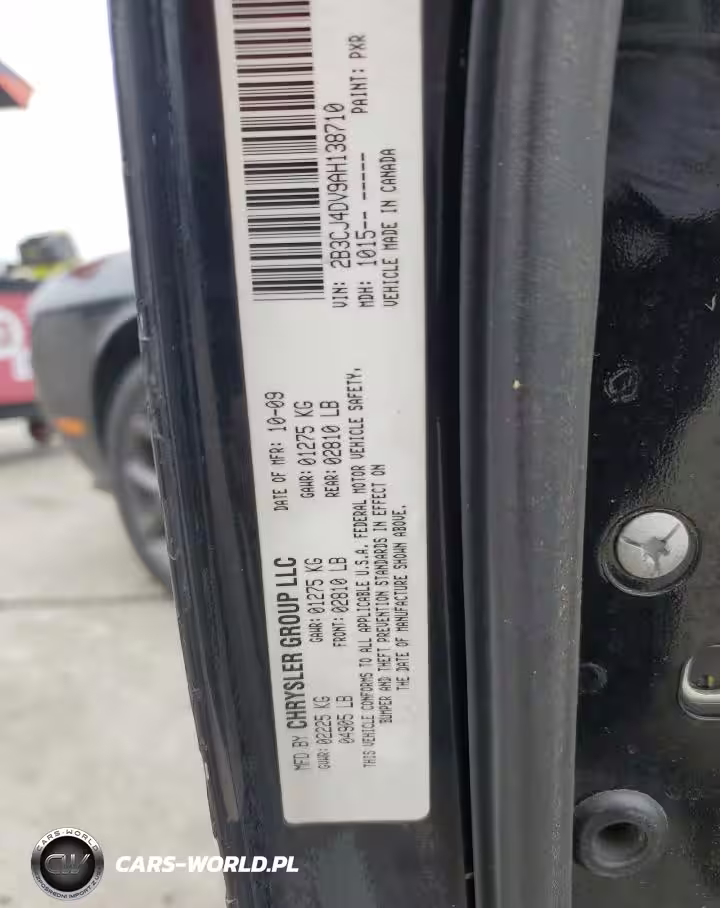 MFD BY CHRYSLER GROUP LLC DATE OF MFR: 10-09
GVWR: 02225 KG GAWR: 01275 KG GAWR: 01275 KG
04905 LB FRONT: 02810 LB REAR: 02810 LB
THIS VEHICLE CONFORMS TO ALL APPLICABLE U.S.A. FEDERAL MOTOR VEHICLE SAFETY,
BUMPER AND THEFT PREVENTION STANDARDS IN EFFECT ON
THE DATE OF MANUFACTURE SHOWN ABOVE.
VIN: 2B3CJ4DV9AH138710
MDH: 1015-- ----- PAINT: PXR
VEHICLE MADE IN CANADA
CARS-WORLD
CW
CARS-WORLD.PL